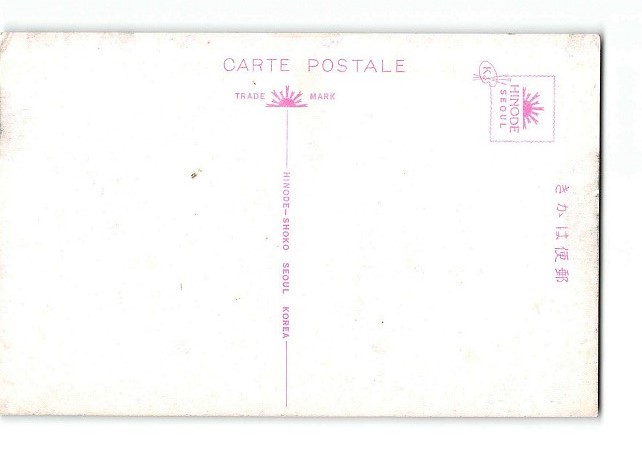 CARTE POSTALE
TRADE MARK
K
HINODE
SEOUL
HINODE-SHOKO SEOUL KOREA
きかは便郵